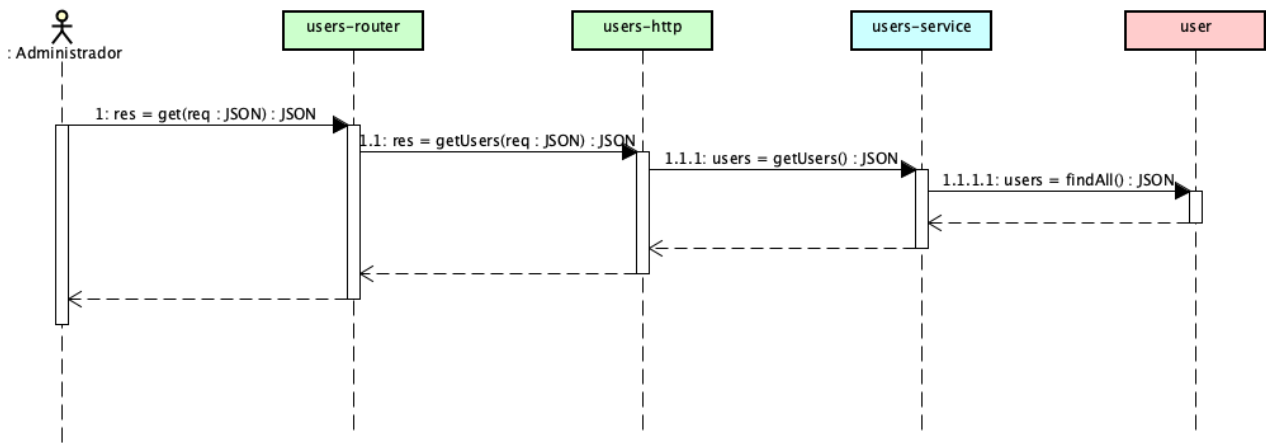 users-router
users-http
users-service
user
: Administrador
1: res = get(req : JSON) : JSON
1.1: res = getUsers(req : JSON) : JSON
1.1.1: users = getUsers() : JSON
1.1.1.1: users = findAll() : JSON